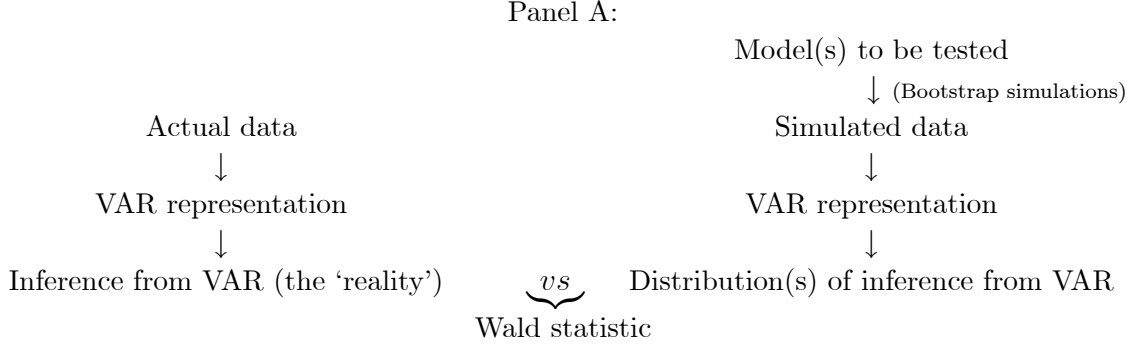 Panel A:
Model(s) to be tested
↓ (Bootstrap simulations)
Actual data Simulated data
↓ ↓
VAR representation VAR representation
↓ ↓
Inference from VAR (the ‘reality’) vs Distribution(s) of inference from VAR
Wald statistic